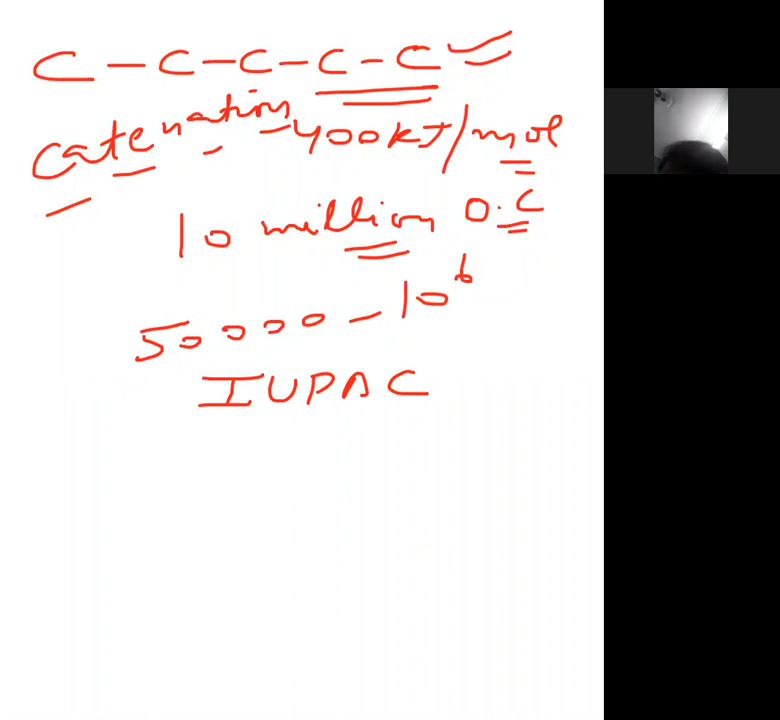 C - C - C - C - C
Catenation 400kJ/mol
10 million O.C
50000 - 10⁶
IUPAC